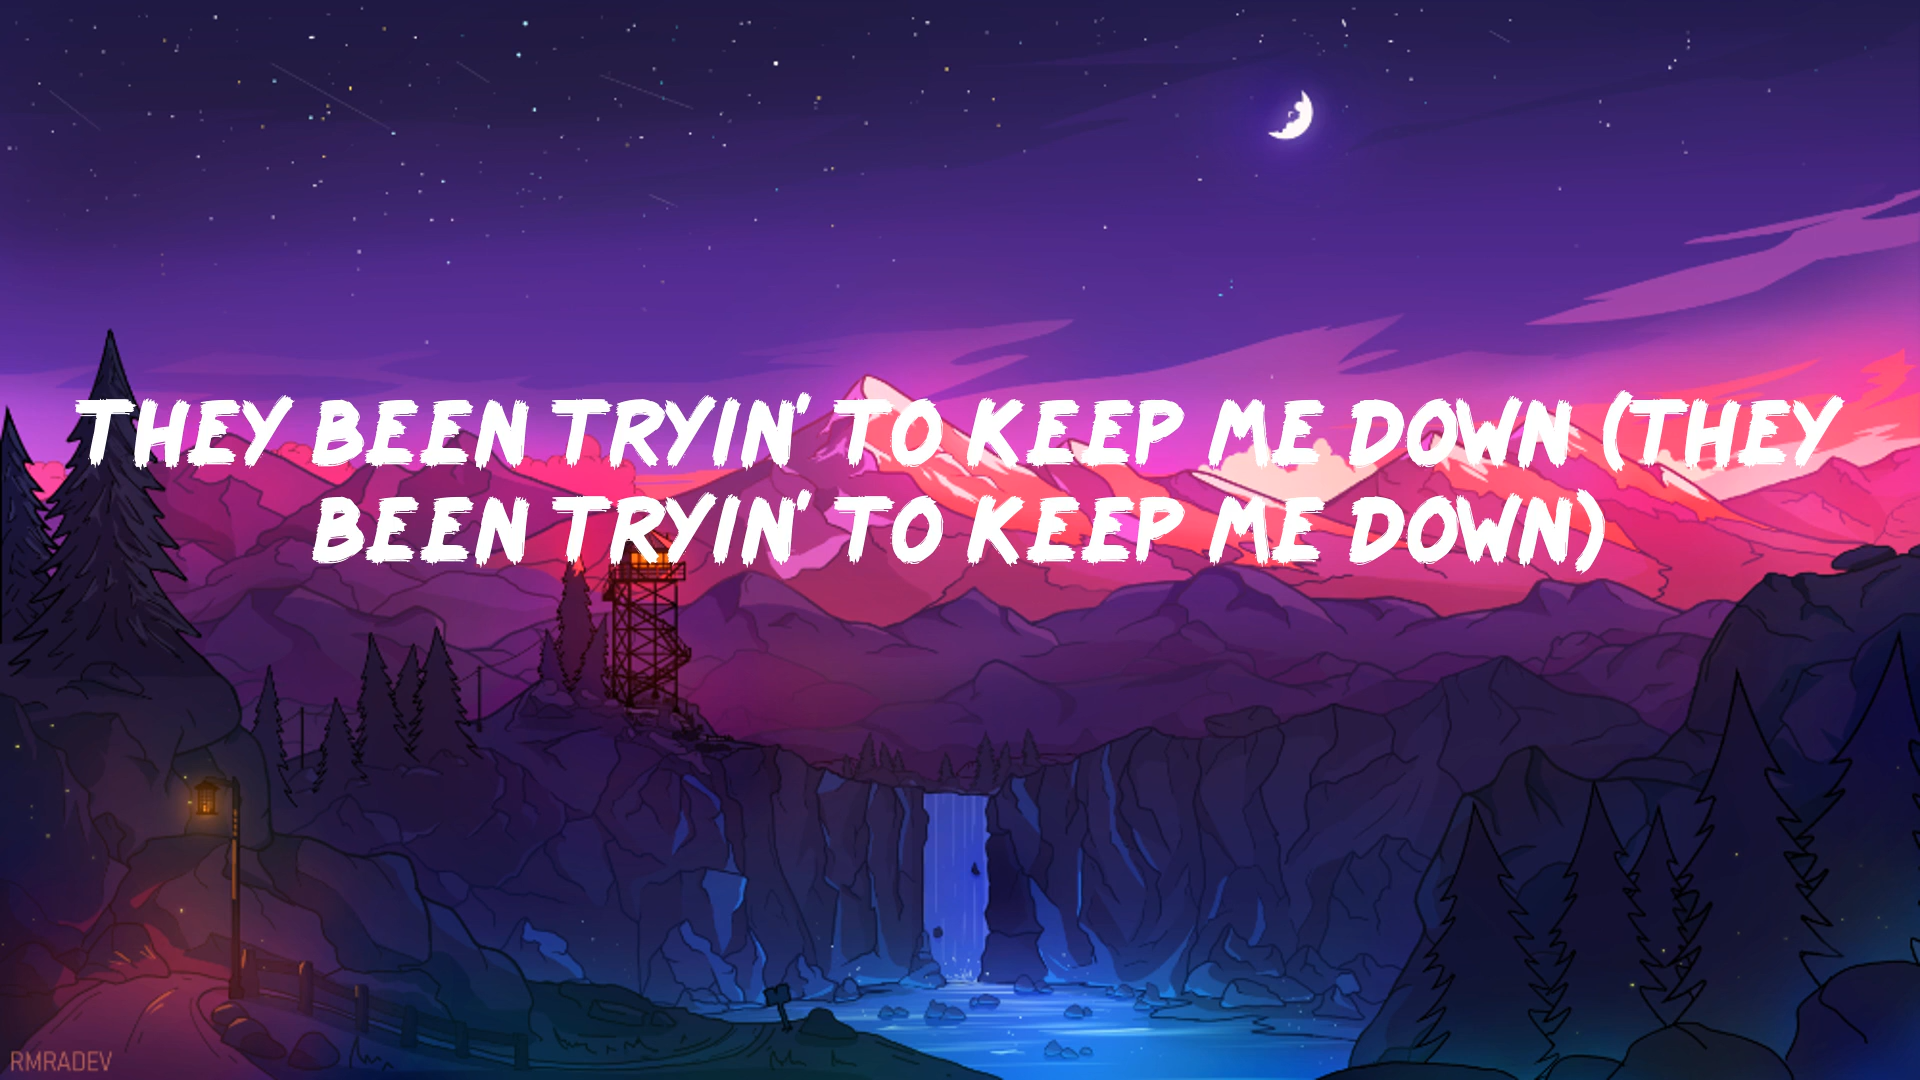 THEY BEEN TRYIN' TO KEEP ME DOWN (THEY
BEEN TRYIN' TO KEEP ME DOWN)
RMRADEV